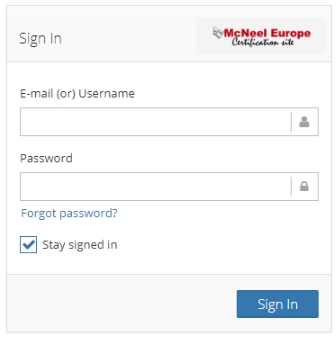 Sign In
McNeel Europe
Certification site
E-mail (or) Username
Password
Forgot password?
Stay signed in
Sign In